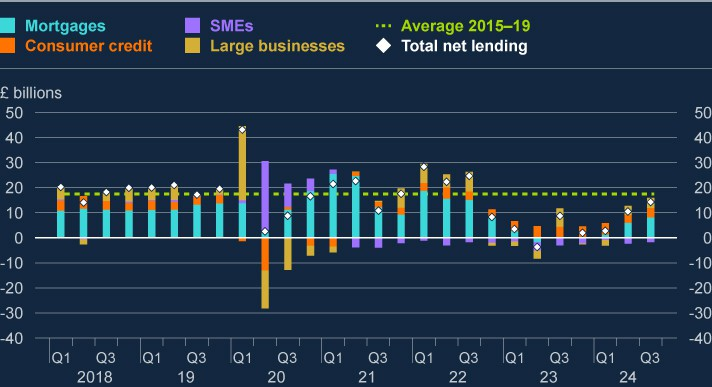 Mortgages SMEs Average 2015–19
Consumer credit Large businesses Total net lending
£ billions
50 50
40 40
30 30
20 20
10 10
0 0
-10 -10
-20 -20
-30 -30
-40 -40
Q1 Q3 Q1 Q3 Q1 Q3 Q1 Q3 Q1 Q3 Q1 Q3 Q1 Q3
2018 19 20 21 22 23 24